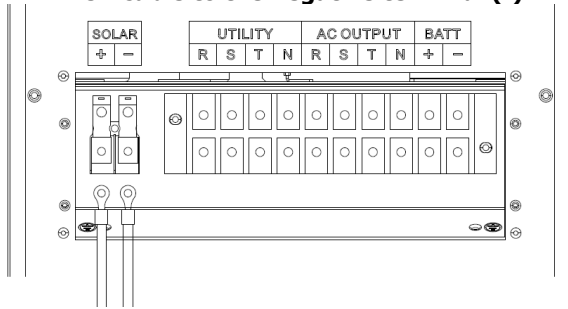 SOLAR UTILITY AC OUTPUT BATT
+ − R S T N R S T N + −